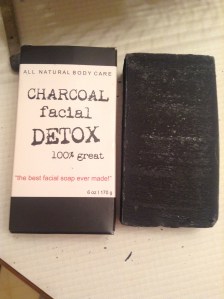 ALL NATURAL BODY CARE
CHARCOAL
facial
DETOX
100% great
"the best facial soap ever made!"
6 oz / 170 g